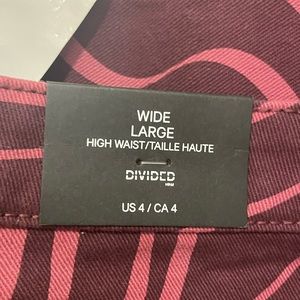 WIDE
LARGE
HIGH WAIST/TAILLE HAUTE
DIVIDED
H&M
US 4 / CA 4